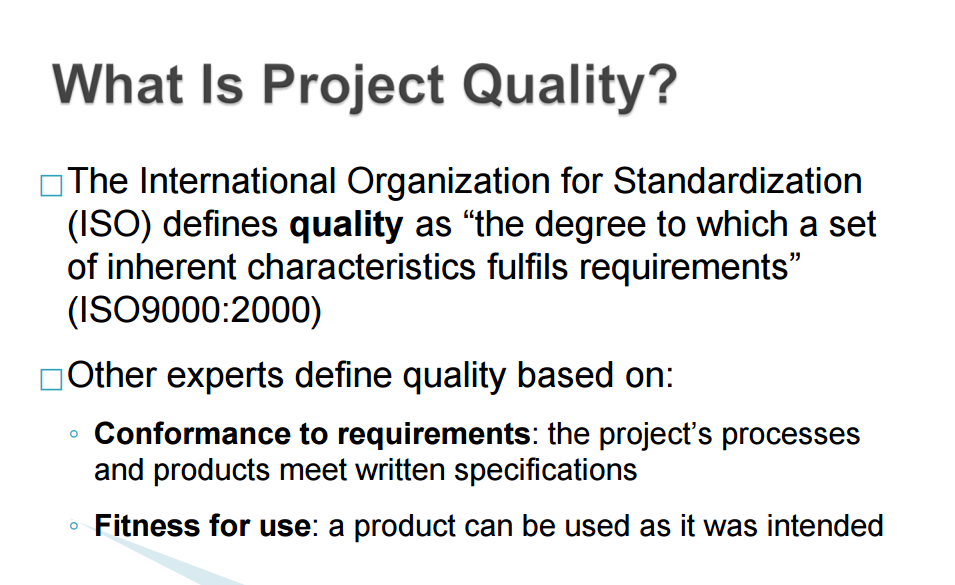 What Is Project Quality?
The International Organization for Standardization
(ISO) defines quality as “the degree to which a set
of inherent characteristics fulfils requirements”
(ISO9000:2000)
Other experts define quality based on:
Conformance to requirements: the project’s processes
and products meet written specifications
Fitness for use: a product can be used as it was intended